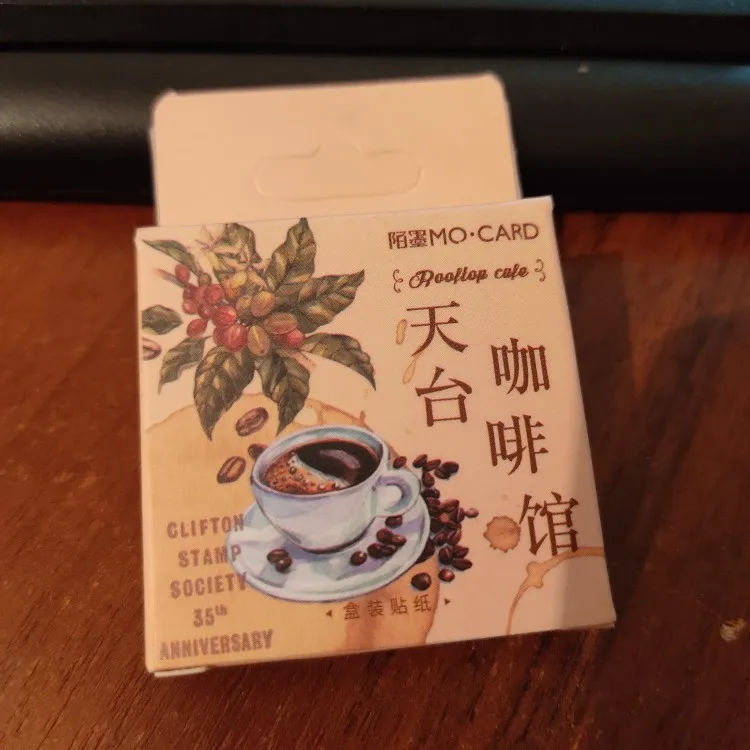 陌墨MO·CARD
Rooftop cafe
天台
咖啡馆
CLIFTON
STAMP
SOCIETY
35th
ANNIVERSARY
盒装贴纸